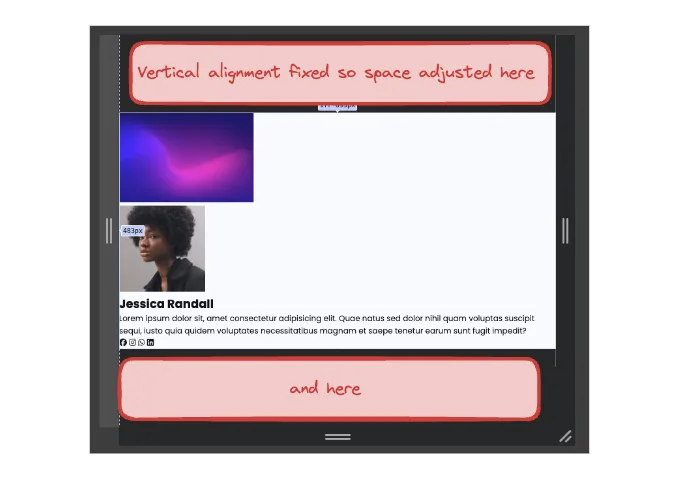 Vertical alignment fixed so space adjusted here
483px
Jessica Randall
Lorem ipsum dolor sit, amet consectetur adipisicing elit. Quae natus sed dolor nihil quam voluptas suscipit
sequi, iusto quia quidem voluptates necessitatibus magnam et saepe tenetur earum sunt fugit impedit?
and here